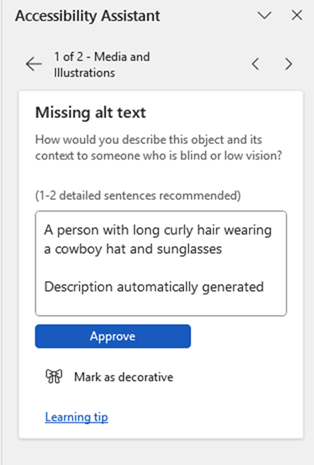 Accessibility Assistant
1 of 2 - Media and
Illustrations
Missing alt text
How would you describe this object and its
context to someone who is blind or low vision?
(1-2 detailed sentences recommended)
A person with long curly hair wearing
a cowboy hat and sunglasses
Description automatically generated
Approve
Mark as decorative
Learning tip